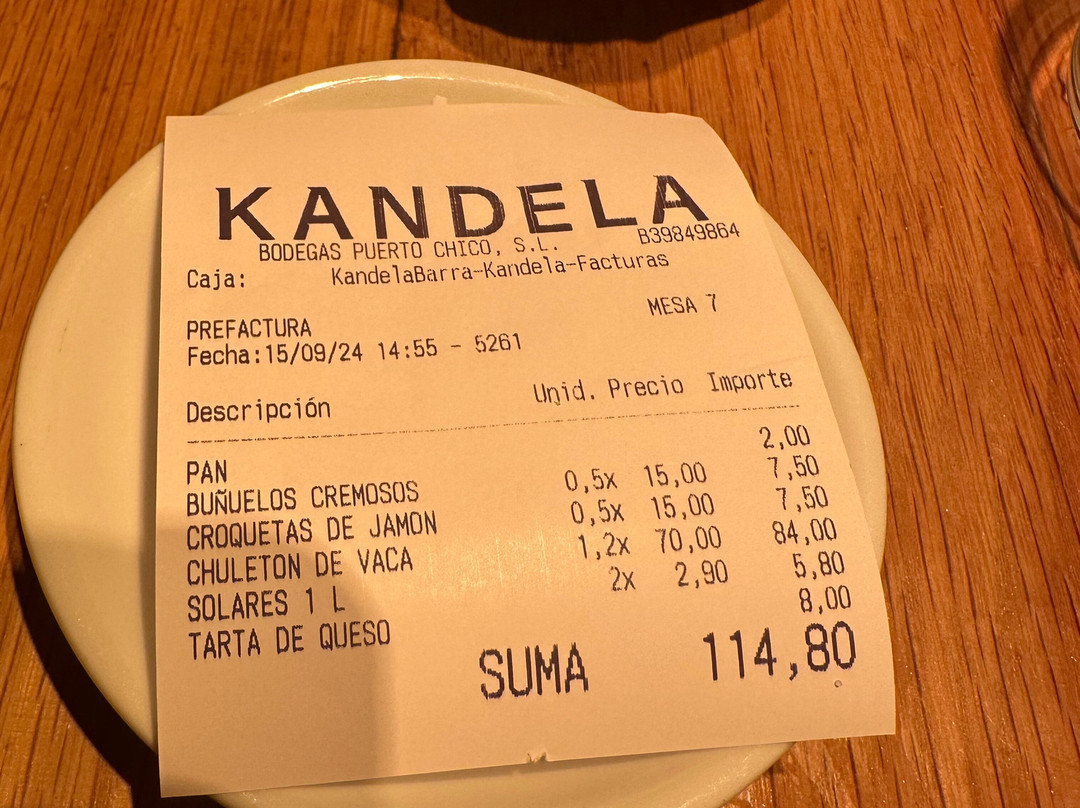 KANDELA
BODEGAS PUERTO CHICO, S.L. B39849864
Caja: KandelaBarra-Kandela-Facturas
MESA 7
PREFACTURA
Fecha:15/09/24 14:55 - 5261
Descripción Unid. Precio Importe
PAN 2,00
BUÑUELOS CREMOSOS 0,5x 15,00 7,50
CROQUETAS DE JAMON 0,5x 15,00 7,50
CHULETON DE VACA 1,2x 70,00 84,00
SOLARES 1 L 2x 2,90 5,80
TARTA DE QUESO 8,00
SUMA 114,80